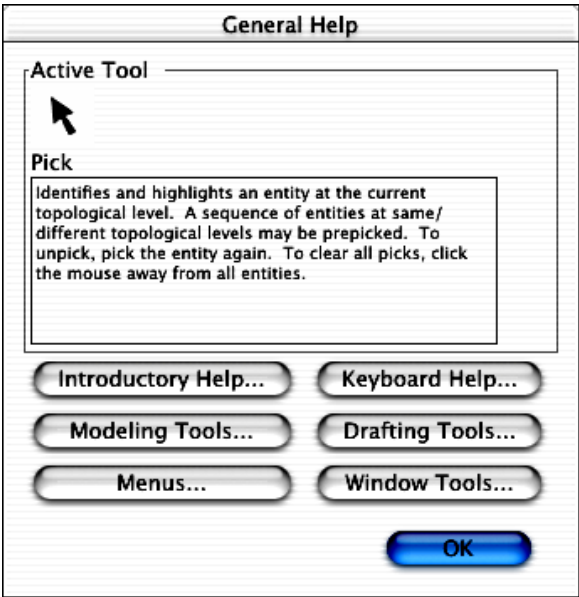 General Help
Active Tool
Pick
Identifies and highlights an entity at the current
topological level. A sequence of entities at same/
different topological levels may be prepicked. To
unpick, pick the entity again. To clear all picks, click
the mouse away from all entities.
Introductory Help... Keyboard Help...
Modeling Tools... Drafting Tools...
Menus... Window Tools...
OK